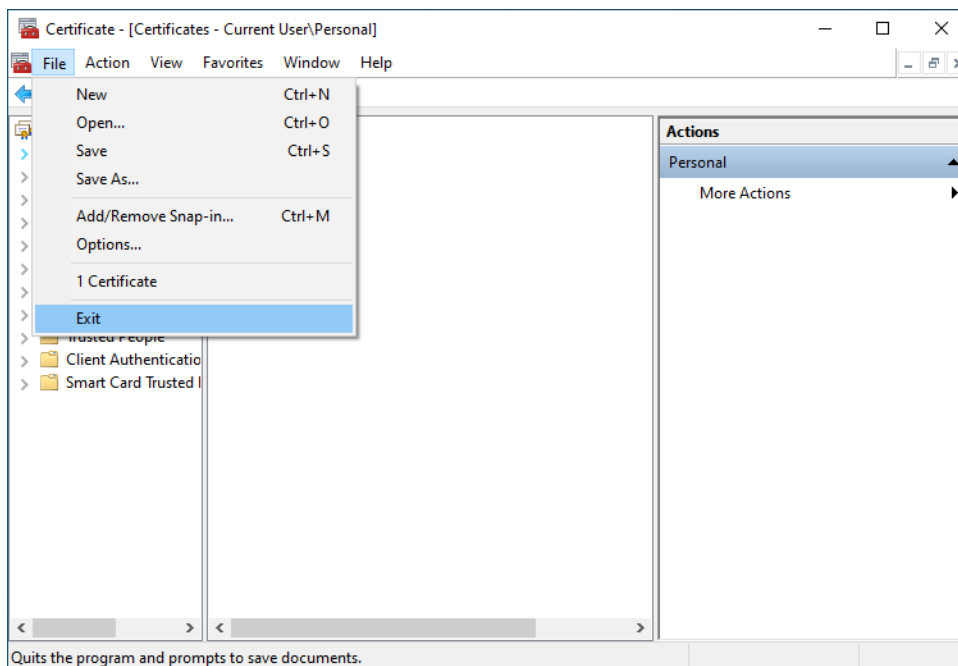 Certificate - [Certificates - Current User\Personal]
File Action View Favorites Window Help
New Ctrl+N
Open... Ctrl+O
Save Ctrl+S
Save As...
Add/Remove Snap-in... Ctrl+M
Options...
1 Certificate
Exit
Trusted People
Client Authenticatio
Smart Card Trusted
Actions
Personal
More Actions
Quits the program and prompts to save documents.